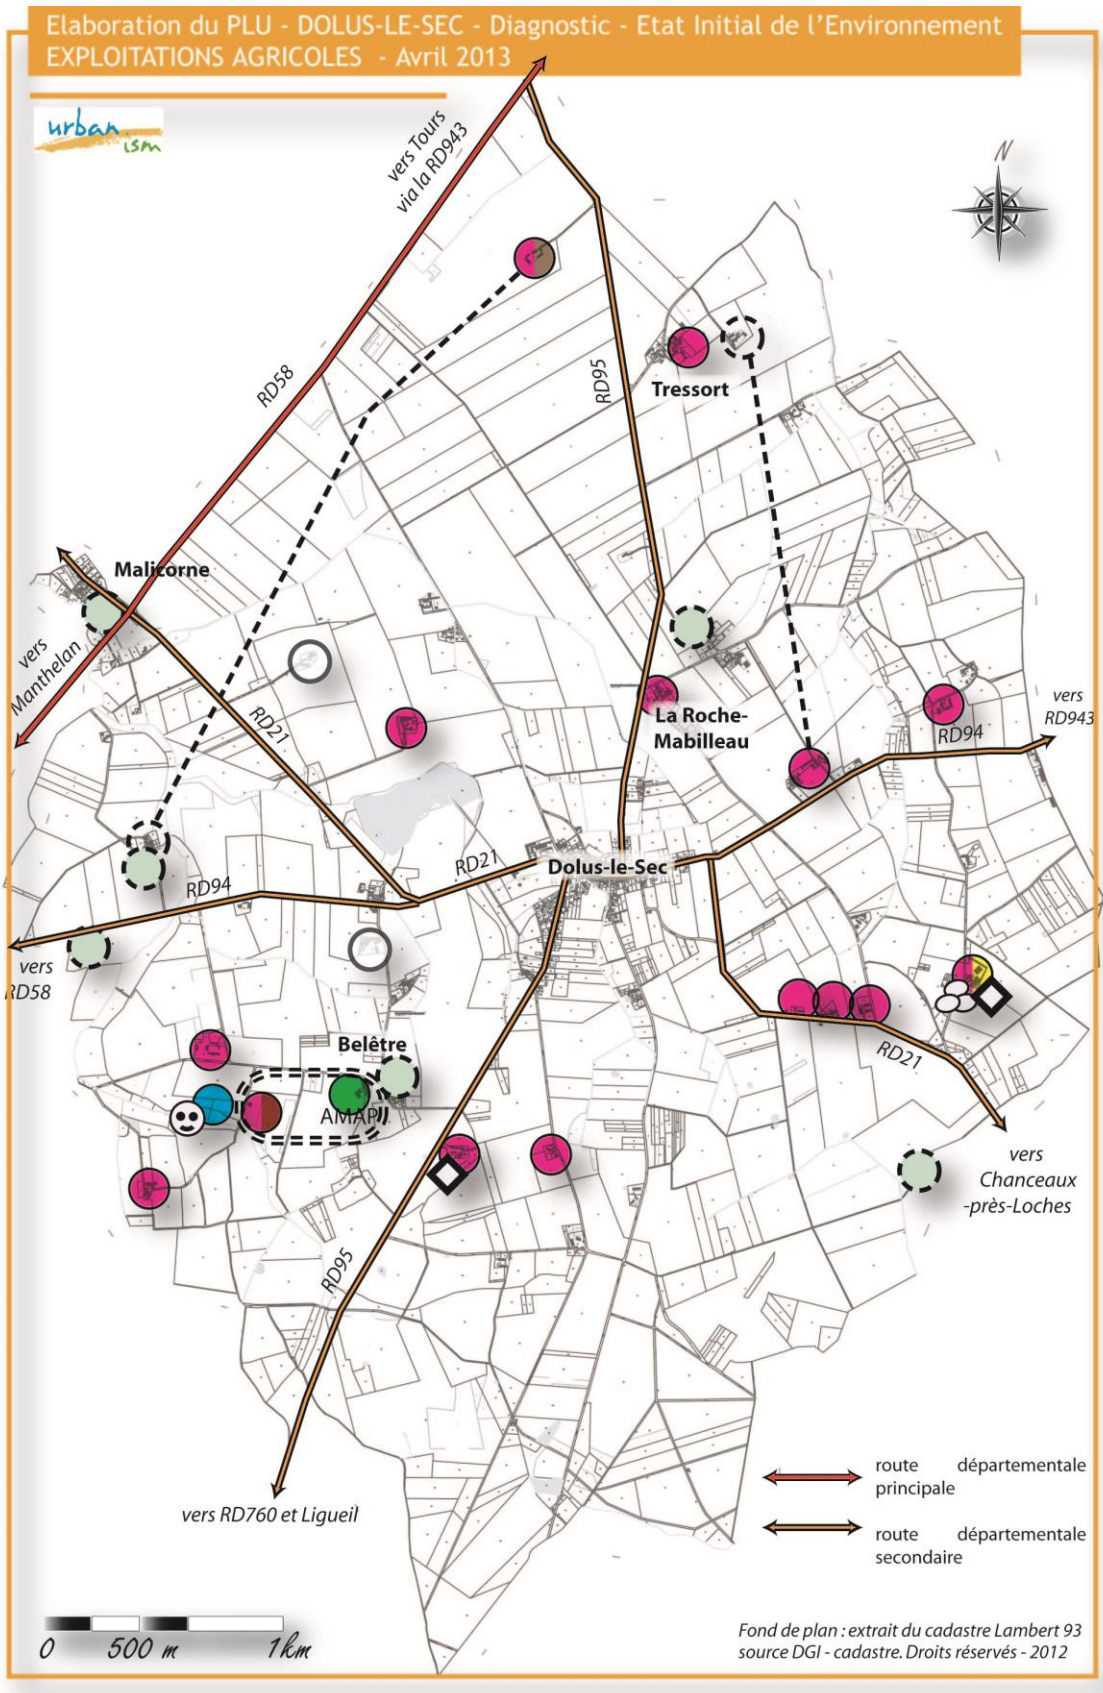 Elaboration du PLU - DOLUS-LE-SEC - Diagnostic - Etat Initial de l'Environnement
EXPLOITATIONS AGRICOLES - Avril 2013
urban
ism
vers Tours
via la RD943
N
RD58
RD95
Tressort
Malicorne
vers
Manthelan
RD21
La Roche-
Mabilleau
vers
RD943
RD94
RD21
Dolus-le-Sec
RD94
vers
RD58
Belêtre
AMAP
RD21
vers
Chanceaux
-près-Loches
RD95
vers RD760 et Ligueil
route départementale
principale
route départementale
secondaire
0 500 m 1km
Fond de plan : extrait du cadastre Lambert 93
source DGI - cadastre. Droits réservés - 2012